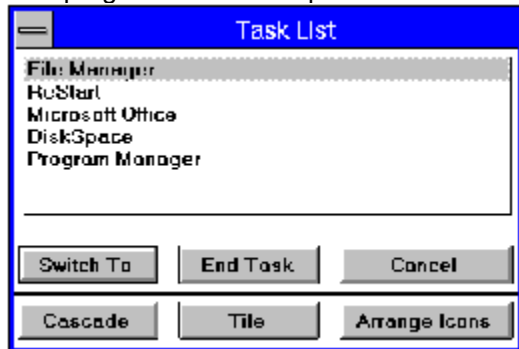 Task List
File Manager
ReStart
Microsoft Office
DiskSpace
Program Manager
Switch To End Task Cancel
Cascade Tile Arrange Icons